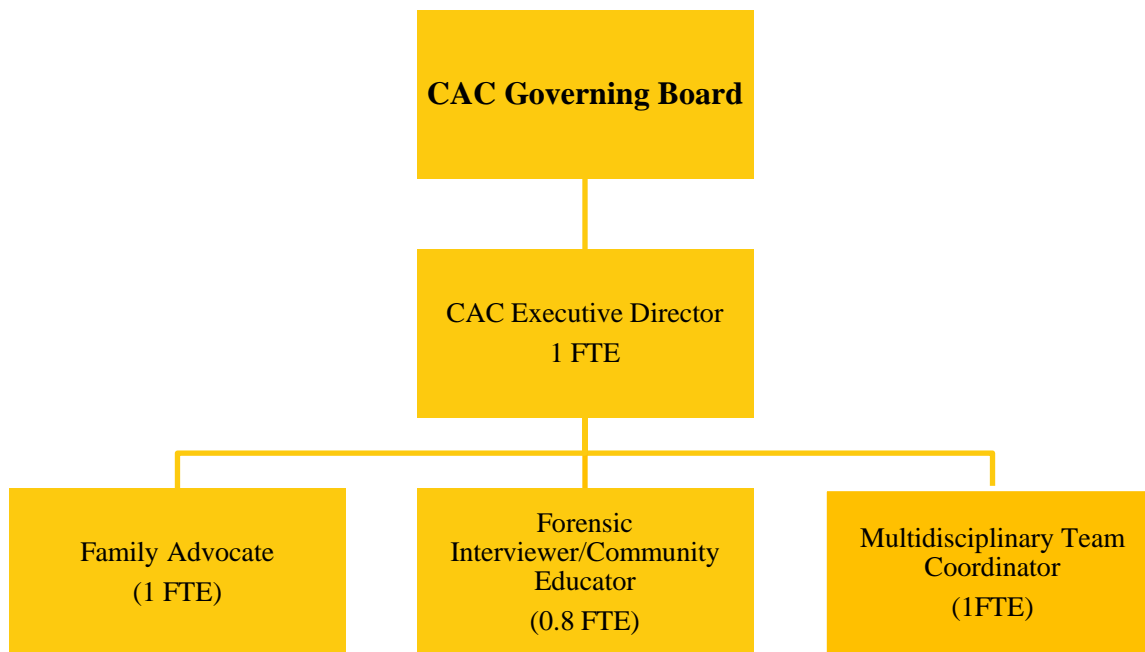 CAC Governing Board
CAC Executive Director
1 FTE
Family Advocate
(1 FTE)
Forensic
Interviewer/Community
Educator
(0.8 FTE)
Multidisciplinary Team
Coordinator
(1FTE)